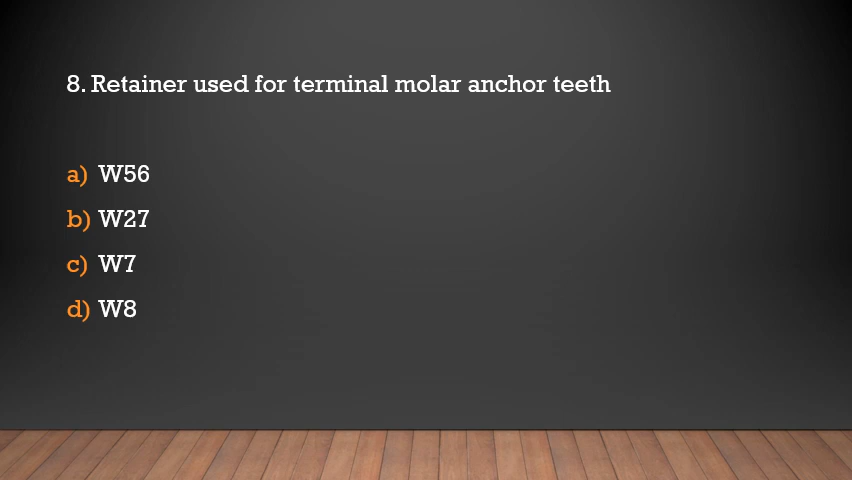 8. Retainer used for terminal molar anchor teeth
a) W56
b) W27
c) W7
d) W8